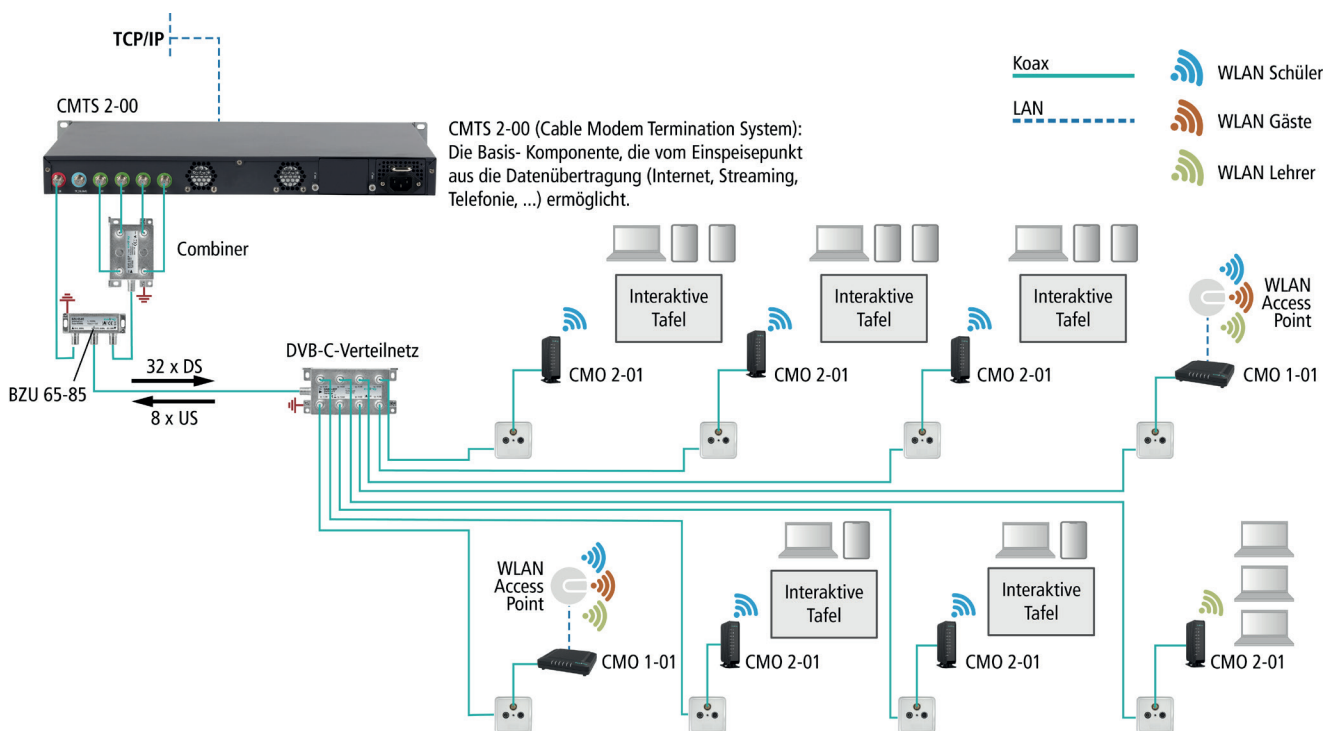 TCP/IP
CMTS 2-00
CMTS 2-00 (Cable Modem Termination System):
Die Basis- Komponente, die vom Einspeisepunkt
aus die Datenübertragung (Internet, Streaming,
Telefonie, ...) ermöglicht.
Koax
LAN
WLAN Schüler
WLAN Gäste
WLAN Lehrer
Combiner
BZU 65-85
32 x DS
8 x US
DVB-C-Verteilnetz
Interaktive
Tafel
CMO 2-01
Interaktive
Tafel
CMO 2-01
Interaktive
Tafel
CMO 2-01
WLAN
Access
Point
CMO 1-01
WLAN
Access
Point
CMO 1-01
Interaktive
Tafel
CMO 2-01
Interaktive
Tafel
CMO 2-01
CMO 2-01